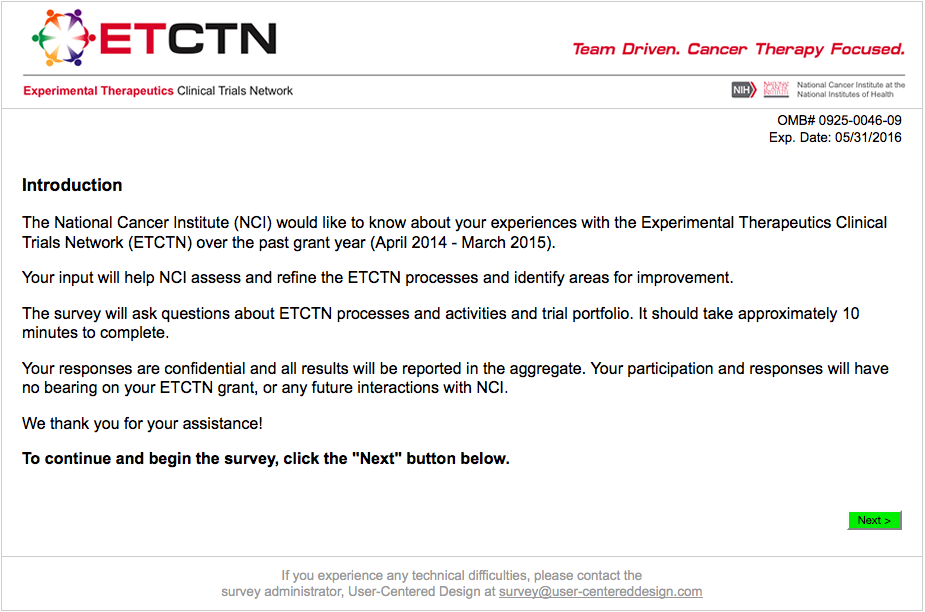 ETCTN
Team Driven. Cancer Therapy Focused.
Experimental Therapeutics Clinical Trials Network
NIH NATIONAL CANCER INSTITUTE National Cancer Institute at the
National Institutes of Health
OMB# 0925-0046-09
Exp. Date: 05/31/2016
Introduction
The National Cancer Institute (NCI) would like to know about your experiences with the Experimental Therapeutics Clinical
Trials Network (ETCTN) over the past grant year (April 2014 - March 2015).
Your input will help NCI assess and refine the ETCTN processes and identify areas for improvement.
The survey will ask questions about ETCTN processes and activities and trial portfolio. It should take approximately 10
minutes to complete.
Your responses are confidential and all results will be reported in the aggregate. Your participation and responses will have
no bearing on your ETCTN grant, or any future interactions with NCI.
We thank you for your assistance!
To continue and begin the survey, click the "Next" button below.
Next >
If you experience any technical difficulties, please contact the
survey administrator, User-Centered Design at survey@user-centereddesign.com